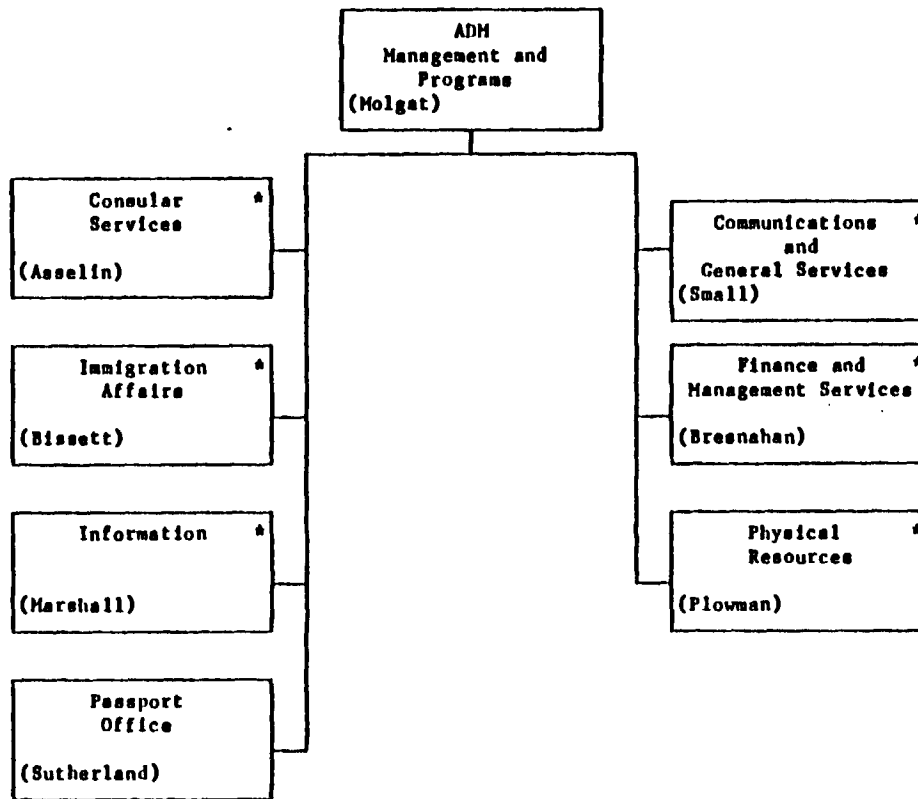 ADM
Management and
Programs
(Molgat)
Consular *
Services
(Asselin)
Immigration *
Affairs
(Bissett)
Information *
(Marshall)
Passport
Office
(Sutherland)
Communications *
and
General Services
(Small)
Finance and *
Management Services
(Bresnahan)
Physical *
Resources
(Plowman)